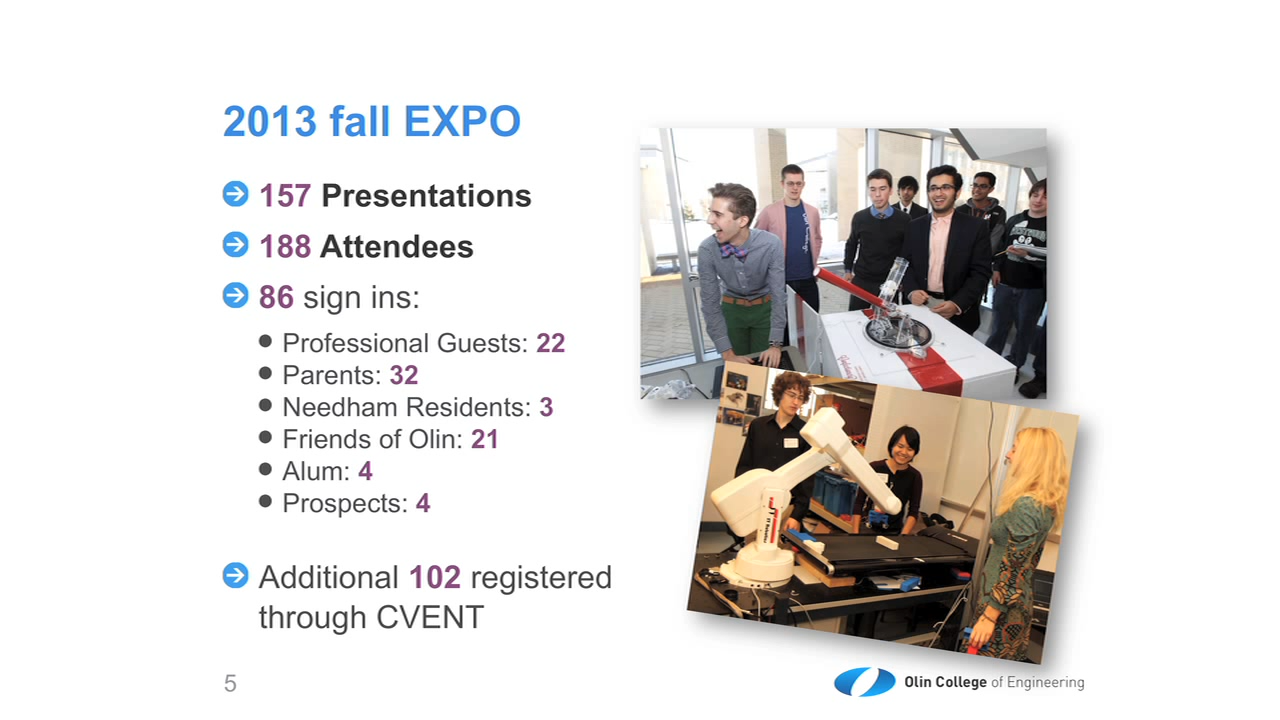 2013 fall EXPO
157 Presentations
188 Attendees
86 sign ins:
Professional Guests: 22
Parents: 32
Needham Residents: 3
Friends of Olin: 21
Alum: 4
Prospects: 4
Additional 102 registered
through CVENT
5
Olin College of Engineering